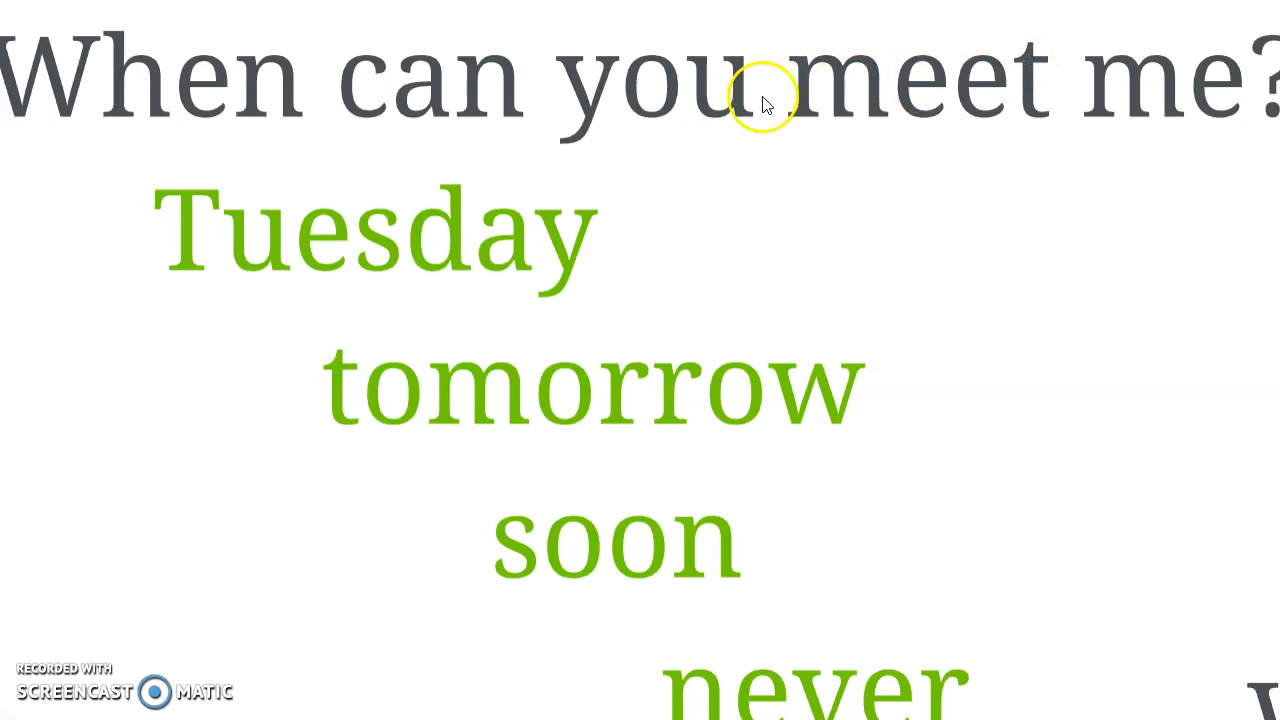 When can you meet me?
Tuesday
tomorrow
soon
never
RECORDED WITH
SCREENCAST MATIC